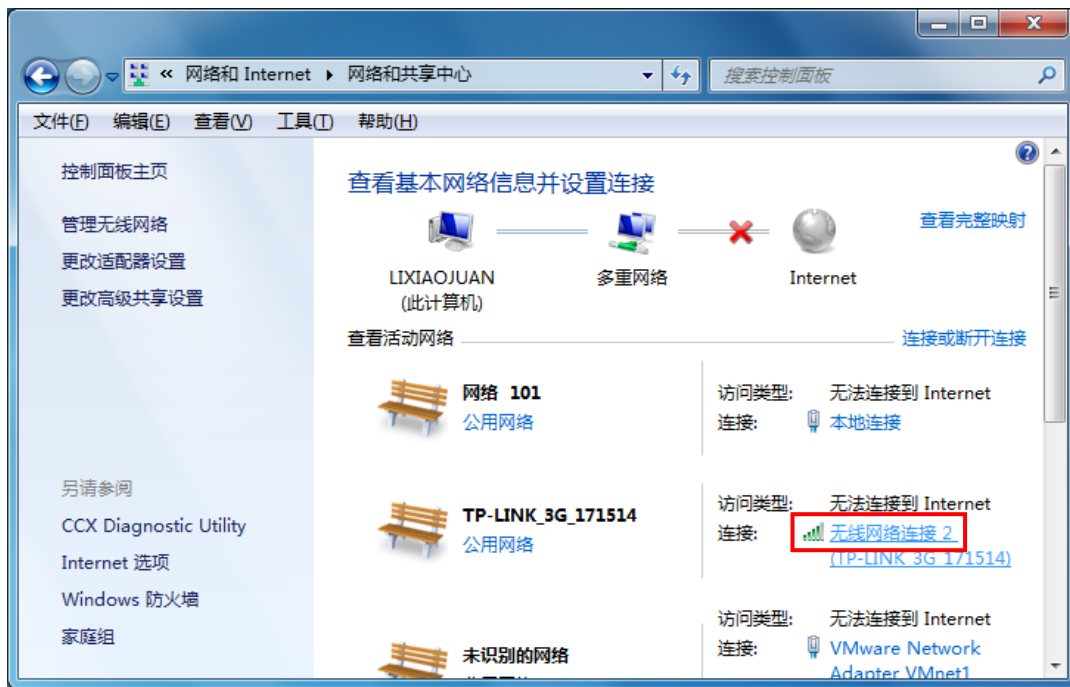 « 网络和 Internet ▸ 网络和共享中心
搜索控制面板
文件(F) 编辑(E) 查看(V) 工具(T) 帮助(H)
控制面板主页
管理无线网络
更改适配器设置
更改高级共享设置
另请参阅
CCX Diagnostic Utility
Internet 选项
Windows 防火墙
家庭组
查看基本网络信息并设置连接
查看完整映射
LIXIAOJUAN
(此计算机)
多重网络
Internet
查看活动网络
连接或断开连接
网络 101
公用网络
访问类型: 无法连接到 Internet
连接: 本地连接
TP-LINK_3G_171514
公用网络
访问类型: 无法连接到 Internet
连接: 无线网络连接 2
(TP-LINK_3G_171514)
未识别的网络
访问类型: 无法连接到 Internet
连接: VMware Network
Adapter VMnet1